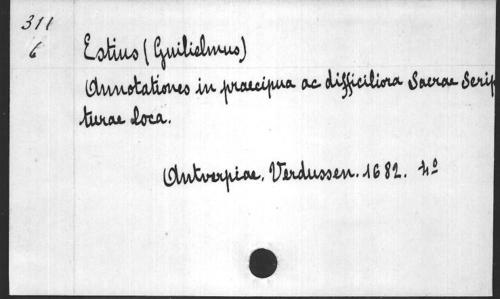 311
6
Estius (Guilielmus)
Annotationes in praecipua ac difficiliora Sacrae Scrip
turae loca.
Antverpiae. Verdussen. 1682. 4º